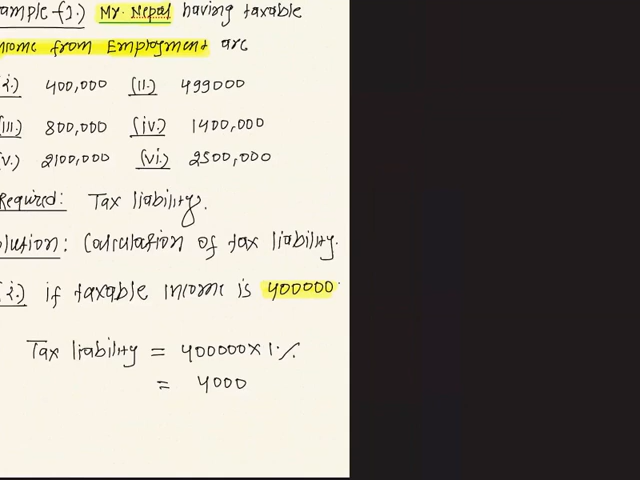 ample-1:) Mr. Nepal having taxable
ncome from Employment are
(i.) 400,000 (ii.) 499000
(iii.) 800,000 (iv.) 1400,000
(v.) 2100,000 (vi.) 2500,000
Required: Tax liability.
olution: Calculation of tax liability.
(i.) if taxable income is 400000
Tax liability = 400000 × 1%
= 4000